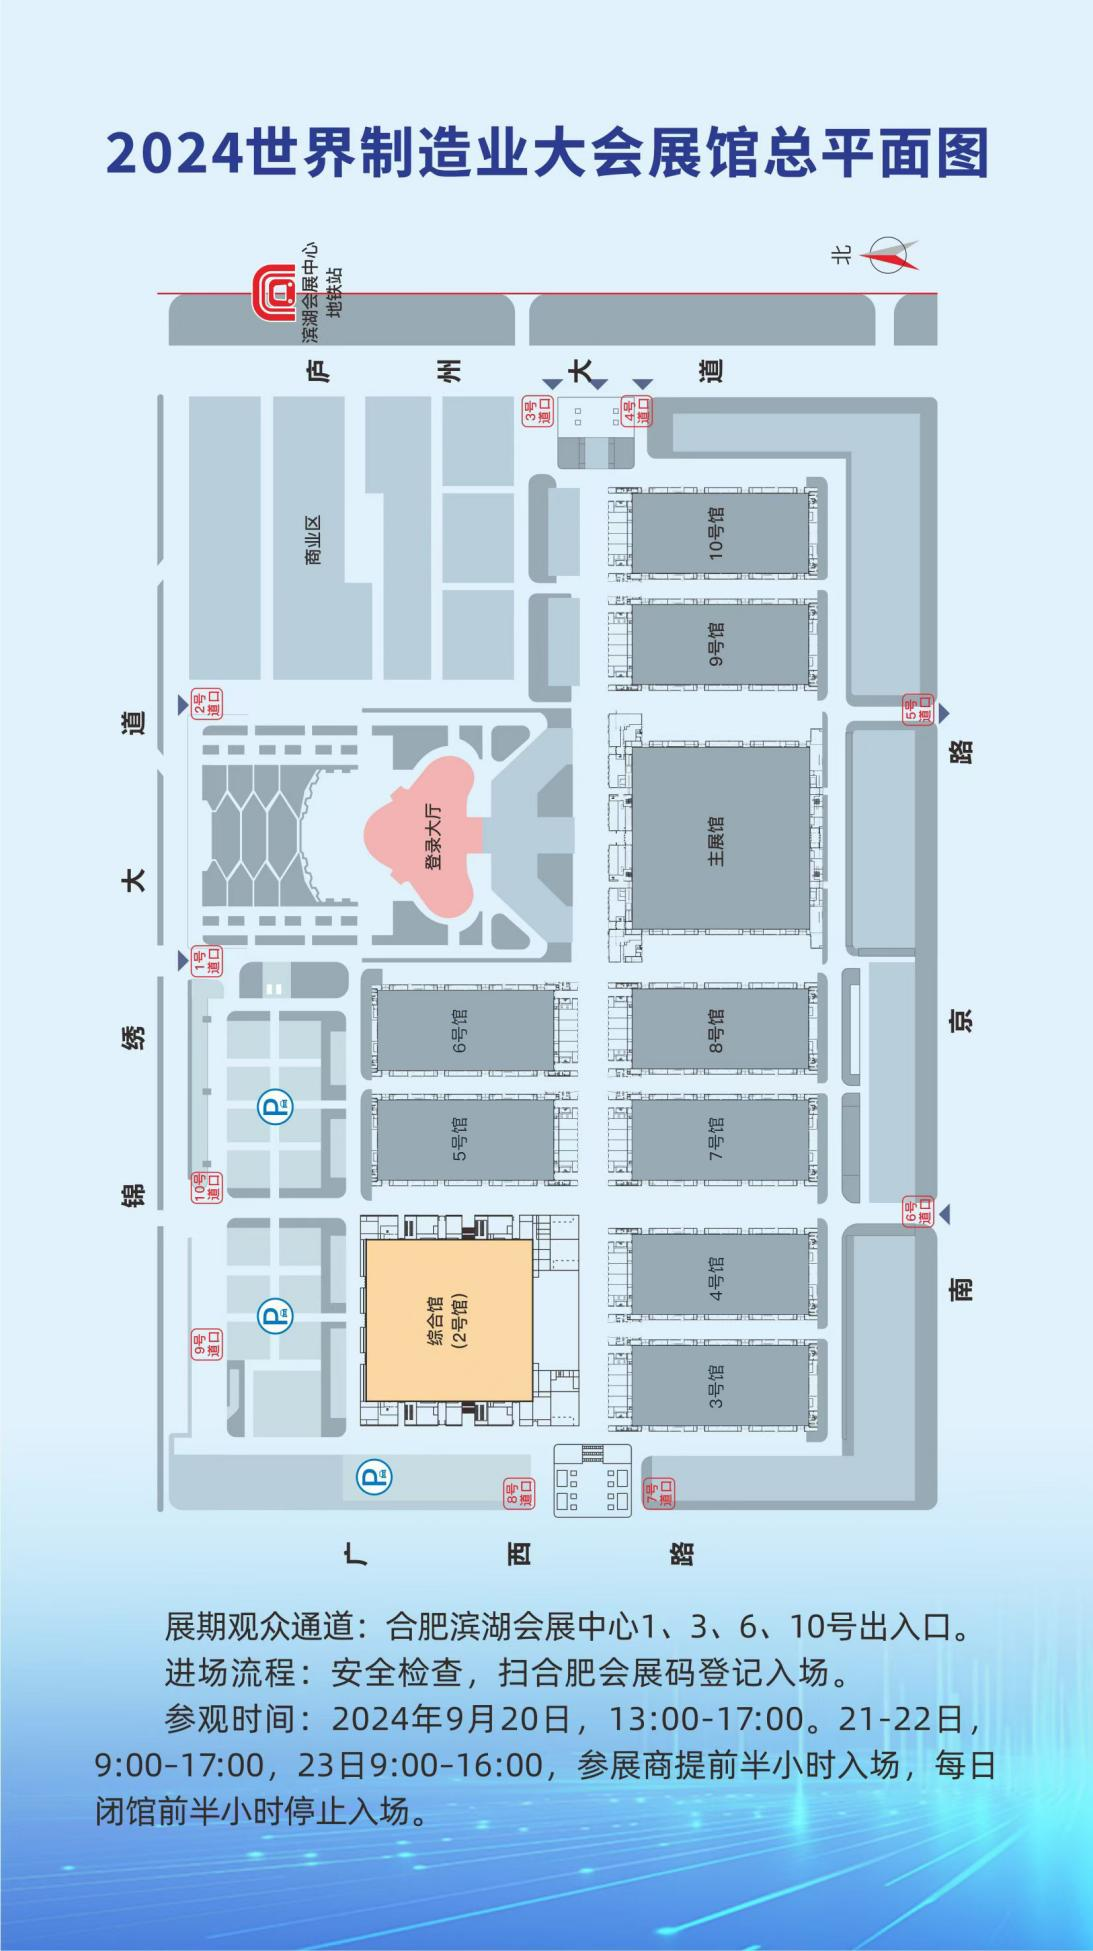 2024世界制造业大会展馆总平面图
北
滨湖会展中心
地铁站
庐州大道
3号
道口
4号
道口
商业区
10号馆
9号馆
2号
道口
5号
道口
登录大厅
主展馆
1号
道口
6号馆
8号馆
P
5号馆
7号馆
10号
道口
6号
道口
锦绣大道
南京路
P
综合馆
(2号馆)
4号馆
9号
道口
3号馆
P
8号
道口
7号
道口
广西路
展期观众通道：合肥滨湖会展中心1、3、6、10号出入口。
进场流程：安全检查，扫合肥会展码登记入场。
参观时间：2024年9月20日，13:00-17:00。21-22日，
9:00-17:00，23日9:00-16:00，参展商提前半小时入场，每日
闭馆前半小时停止入场。